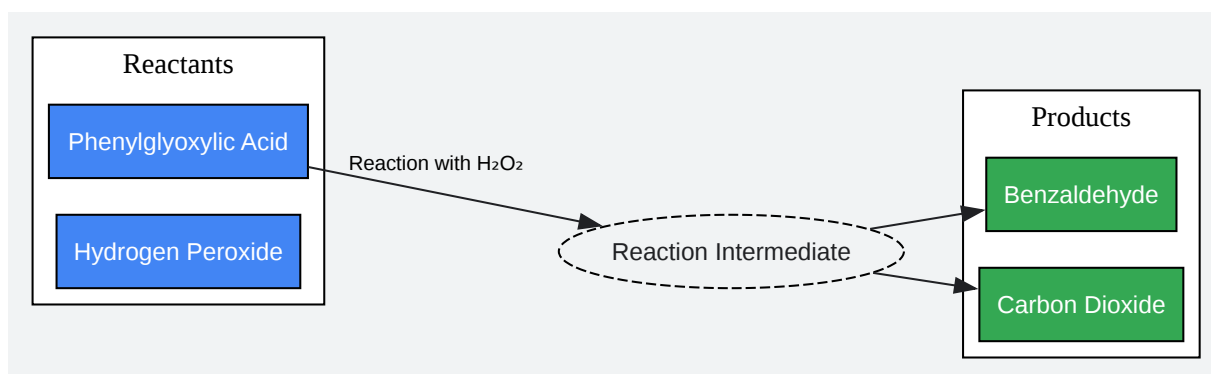 Reactants
Phenylglyoxylic Acid
Hydrogen Peroxide
Reaction with H₂O₂
Reaction Intermediate
Products
Benzaldehyde
Carbon Dioxide